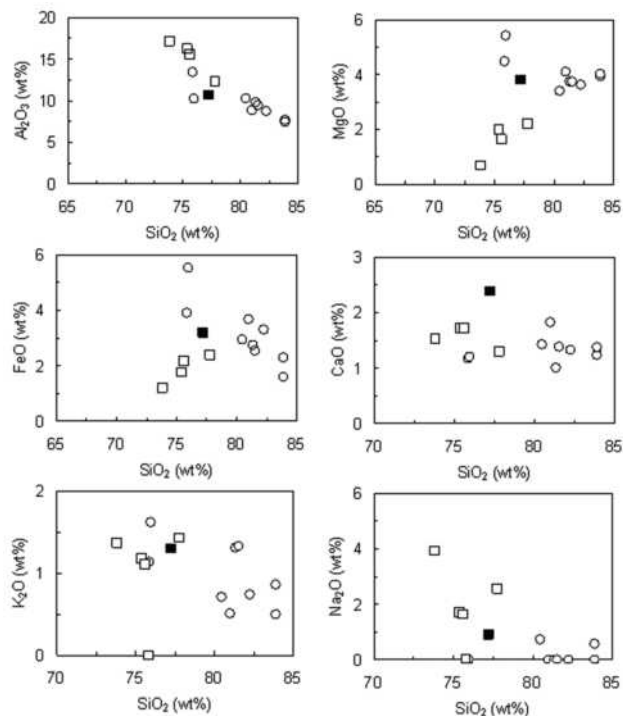 20
15
10
5
0
Al₂O₃ (wt%)
65 70 75 80 85
SiO₂ (wt%)
6
4
2
0
MgO (wt%)
65 70 75 80 85
SiO₂ (wt%)
6
4
2
0
FeO (wt%)
65 70 75 80 85
SiO₂ (wt%)
3
2
1
0
CaO (wt%)
70 75 80 85
SiO₂ (wt%)
2
1
0
K₂O (wt%)
70 75 80 85
SiO₂ (wt%)
6
4
2
0
Na₂O (wt%)
70 75 80 85
SiO₂ (wt%)